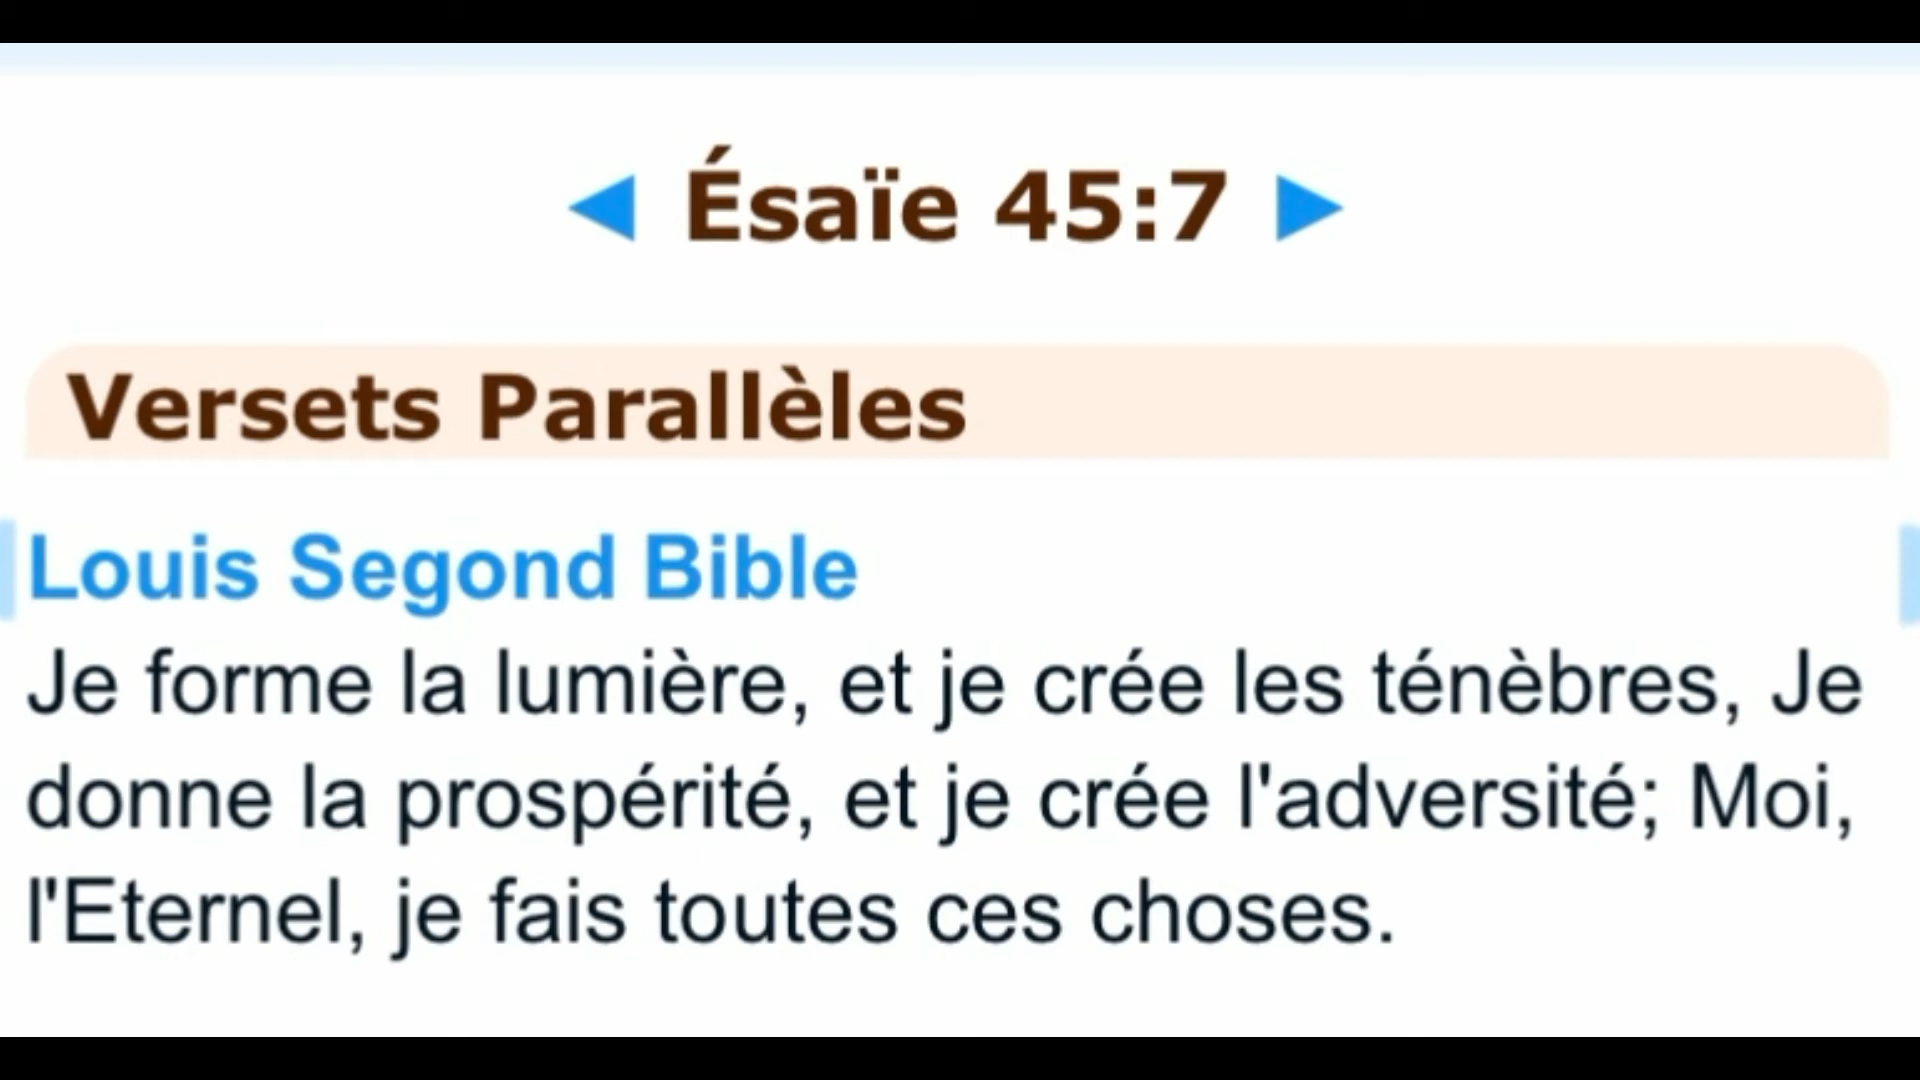 Ésaïe 45:7
Versets Parallèles
Louis Segond Bible
Je forme la lumière, et je crée les ténèbres, Je
donne la prospérité, et je crée l'adversité; Moi,
l'Eternel, je fais toutes ces choses.